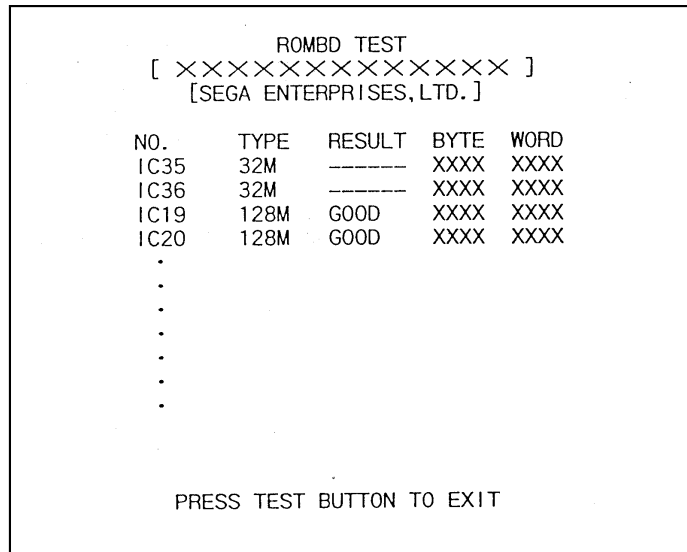 ROMBD TEST
[ XXXXXXXXXXXXX ]
[SEGA ENTERPRISES,LTD.]
NO. TYPE RESULT BYTE WORD
IC35 32M ------ XXXX XXXX
IC36 32M ------ XXXX XXXX
IC19 128M GOOD XXXX XXXX
IC20 128M GOOD XXXX XXXX
.
.
.
.
.
.
.
PRESS TEST BUTTON TO EXIT